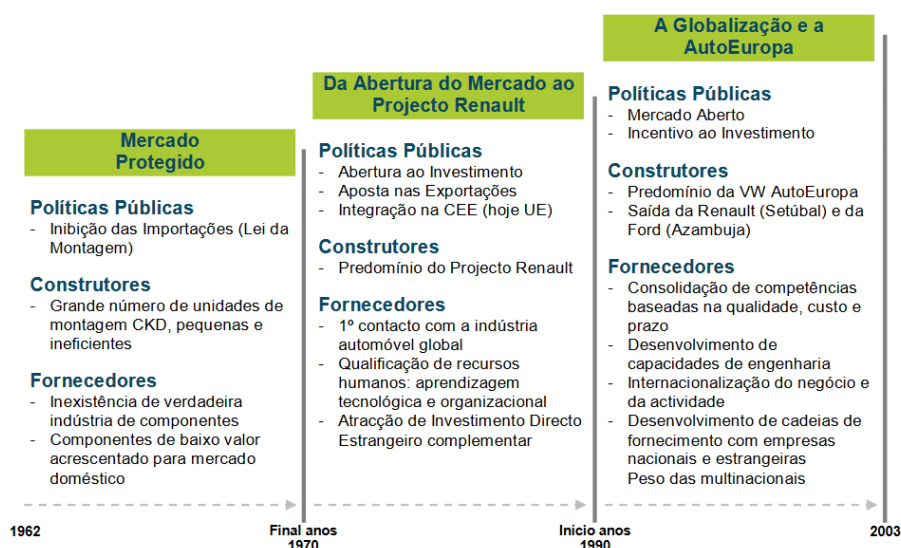 Mercado
Protegido
Políticas Públicas
- Inibição das Importações (Lei da
Montagem)
Construtores
- Grande número de unidades de
montagem CKD, pequenas e
ineficientes
Fornecedores
- Inexistência de verdadeira
indústria de componentes
- Componentes de baixo valor
acrescentado para mercado
doméstico
Da Abertura do Mercado ao
Projecto Renault
Políticas Públicas
- Abertura ao Investimento
- Aposta nas Exportações
- Integração na CEE (hoje UE)
Construtores
- Predomínio do Projecto Renault
Fornecedores
- 1º contacto com a indústria
automóvel global
- Qualificação de recursos
humanos: aprendizagem
tecnológica e organizacional
- Atracção de Investimento Directo
Estrangeiro complementar
A Globalização e a
AutoEuropa
Políticas Públicas
- Mercado Aberto
- Incentivo ao Investimento
Construtores
- Predomínio da VW AutoEuropa
- Saída da Renault (Setúbal) e da
Ford (Azambuja)
Fornecedores
- Consolidação de competências
baseadas na qualidade, custo e
prazo
- Desenvolvimento de
capacidades de engenharia
- Internacionalização do negócio e
da actividade
- Desenvolvimento de cadeias de
fornecimento com empresas
nacionais e estrangeiras
Peso das multinacionais
1962
Final anos
1970
Início anos
1990
2003